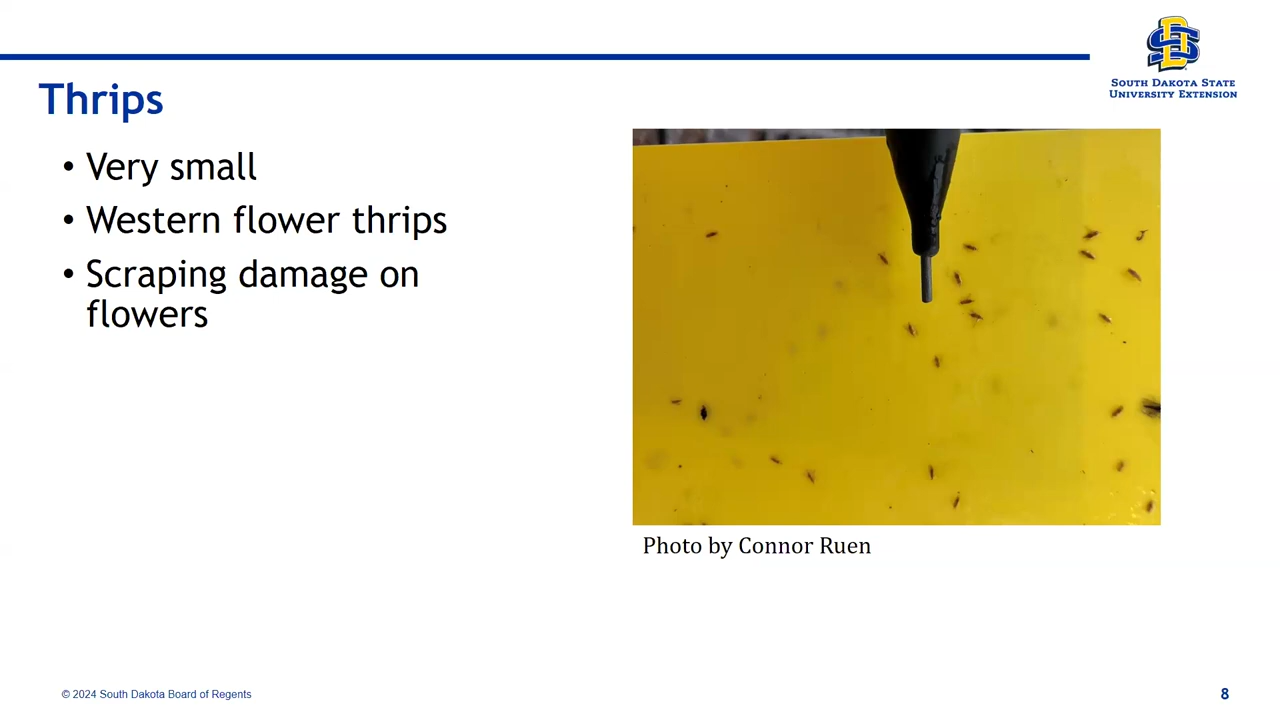 South Dakota State
University Extension
Thrips
• Very small
• Western flower thrips
• Scraping damage on
flowers
Photo by Connor Ruen
© 2024 South Dakota Board of Regents
8